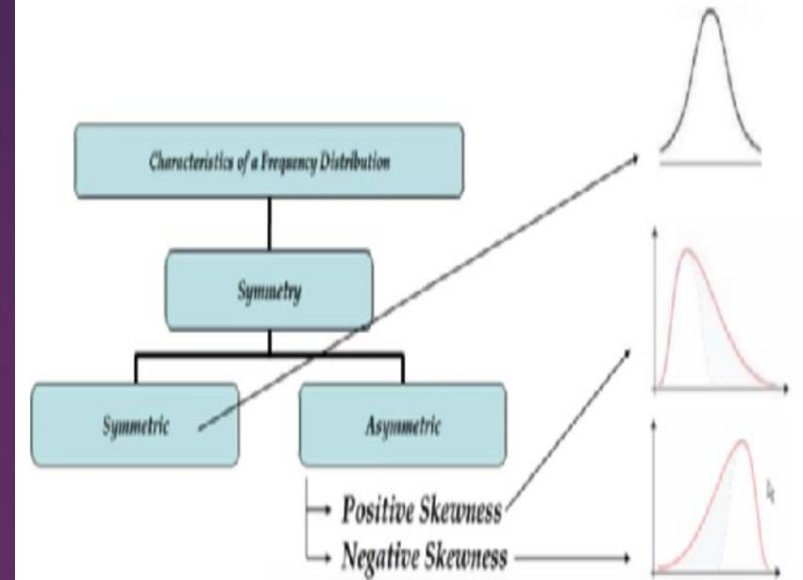 Characteristics of a Frequency Distribution
Symmetry
Symmetric
Asymmetric
Positive Skewness
Negative Skewness